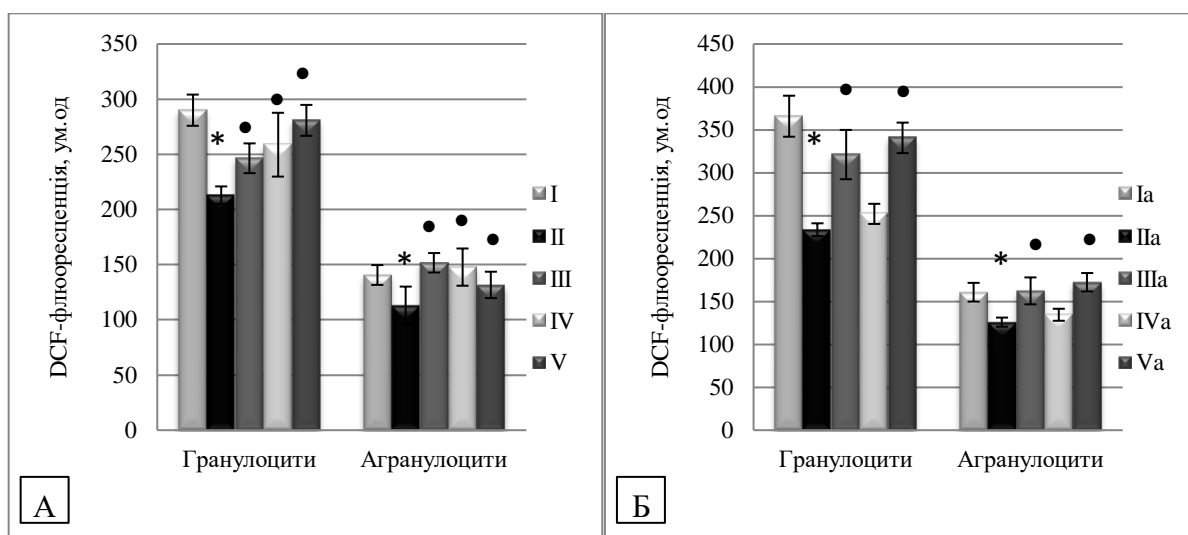 DCF-флюоресценція, ум.од
350
300
250
200
150
100
50
0
*
*
Гранулоцити
Агранулоцити
I
II
III
IV
V
А
DCF-флюоресценція, ум.од
450
400
350
300
250
200
150
100
50
0
*
*
Гранулоцити
Агранулоцити
Ia
IIa
IIIa
IVa
Va
Б